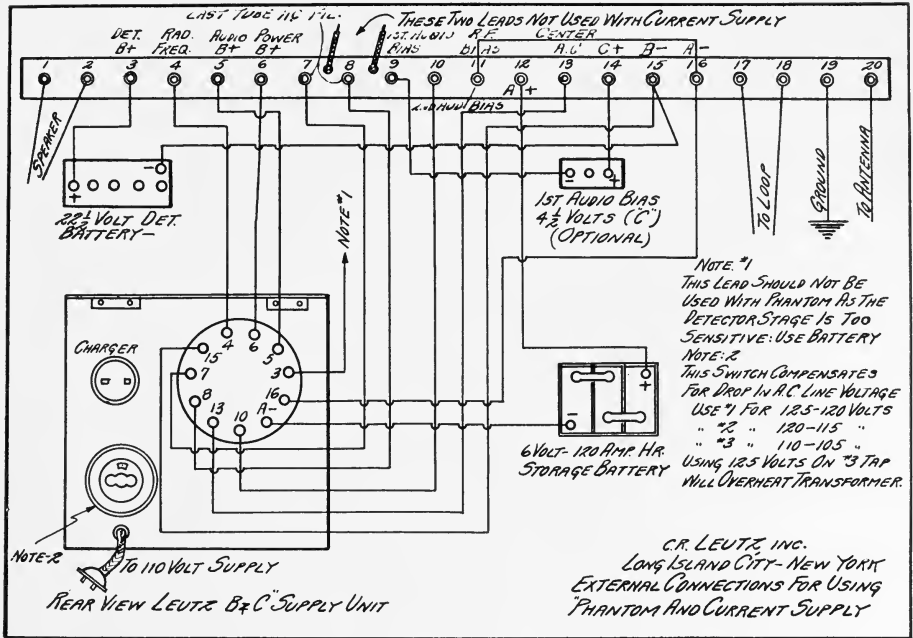 LAST TUBE
THESE TWO LEADS NOT USED WITH CURRENT SUPPLY
DET. B+
RAD. FREQ.
AUDIO B+
POWER B+
1ST. AUDIO BIAS
R.F. BIAS
CENTER A.C
C+
B-
A-
1 2 3 4 5 6 7 8 9 10 11 12 13 14 15 16 17 18 19 20
A+
2ND AUD BIAS
SPEAKER
- +
22½ VOLT DET.
BATTERY-
NOTE #1
- +
1ST AUDIO BIAS
4½ VOLTS ("C")
(OPTIONAL)
TO LOOP
GROUND
TO ANTENNA
NOTE. #1
THIS LEAD SHOULD NOT BE
USED WITH PHANTOM AS THE
DETECTOR STAGE IS TOO
SENSITIVE: USE BATTERY
NOTE: 2
THIS SWITCH COMPENSATES
FOR DROP IN A.C. LINE VOLTAGE
USE #1 FOR 125-120 VOLTS
" #2 " 120-115 "
" #3 " 110-105 "
USING 125 VOLTS ON #3 TAP
WILL OVERHEAT TRANSFORMER.
CHARGER
15 4 6 5
7 3
8 16
13 10 A-
+
-
6 VOLT- 120 AMP. HR.
STORAGE BATTERY
NOTE-2
TO 110 VOLT SUPPLY
REAR VIEW LEUTZ B & C" SUPPLY UNIT
C.R. LEUTZ, INC.
LONG ISLAND CITY- NEW YORK
EXTERNAL CONNECTIONS FOR USING
"PHANTOM AND CURRENT SUPPLY